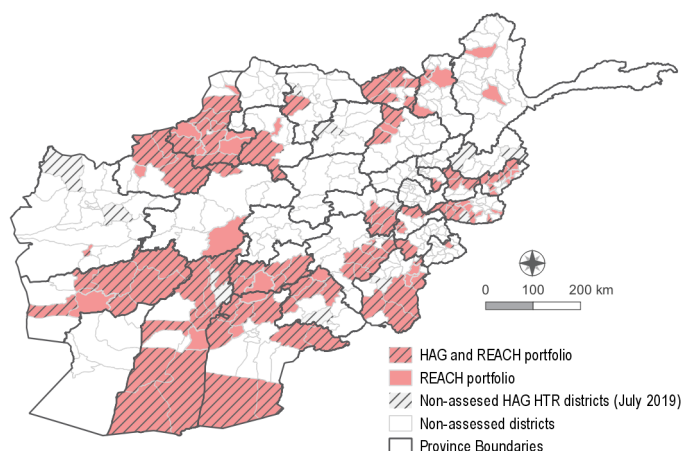 0 100 200 km
HAG and REACH portfolio
REACH portfolio
Non-assesed HAG HTR districts (July 2019)
Non-assessed districts
Province Boundaries